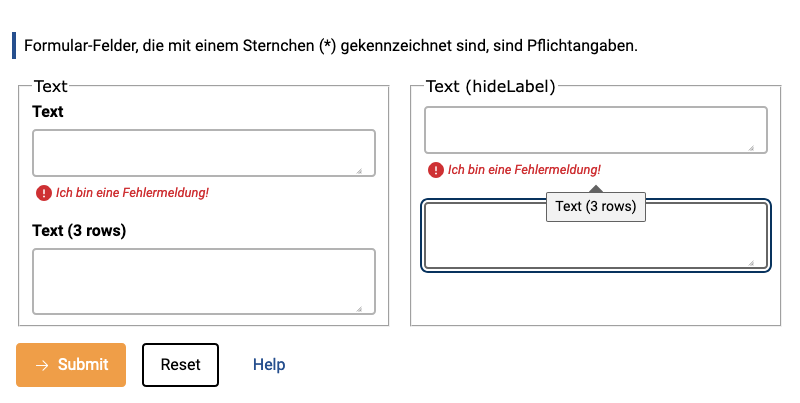 Formular-Felder, die mit einem Sternchen (*) gekennzeichnet sind, sind Pflichtangaben.
Text
Text
! Ich bin eine Fehlermeldung!
Text (3 rows)
Text (hideLabel)
! Ich bin eine Fehlermeldung!
Text (3 rows)
→ Submit
Reset
Help